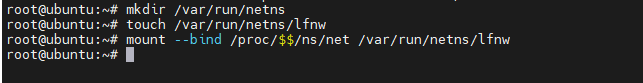 root@ubuntu:~# mkdir /var/run/netns
root@ubuntu:~# touch /var/run/netns/lfnw
root@ubuntu:~# mount --bind /proc/$$/ns/net /var/run/netns/lfnw
root@ubuntu:~#